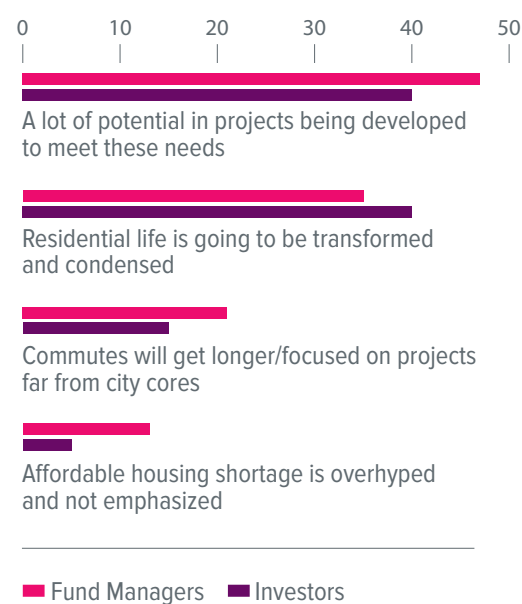 0 10 20 30 40 50
A lot of potential in projects being developed
to meet these needs
Residential life is going to be transformed
and condensed
Commutes will get longer/focused on projects
far from city cores
Affordable housing shortage is overhyped
and not emphasized
Fund Managers Investors